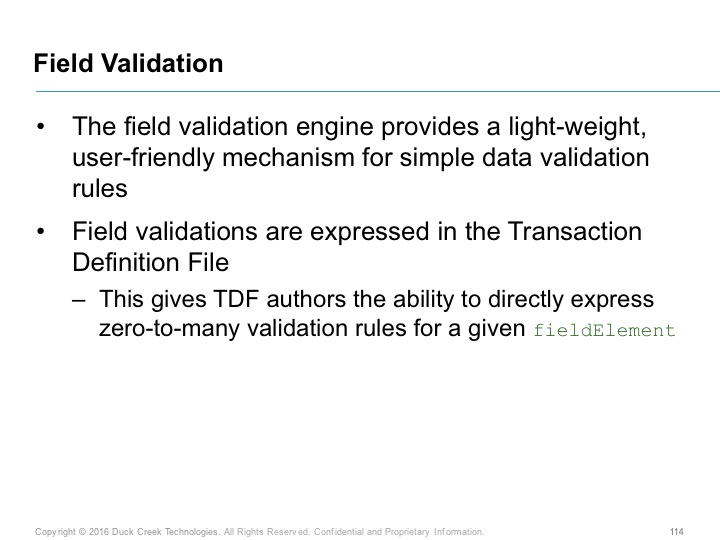 Field Validation
• The field validation engine provides a light-weight,
user-friendly mechanism for simple data validation
rules
• Field validations are expressed in the Transaction
Definition File
– This gives TDF authors the ability to directly express
zero-to-many validation rules for a given fieldElement
Copyright © 2016 Duck Creek Technologies. All Rights Reserved. Confidential and Proprietary Information.
114